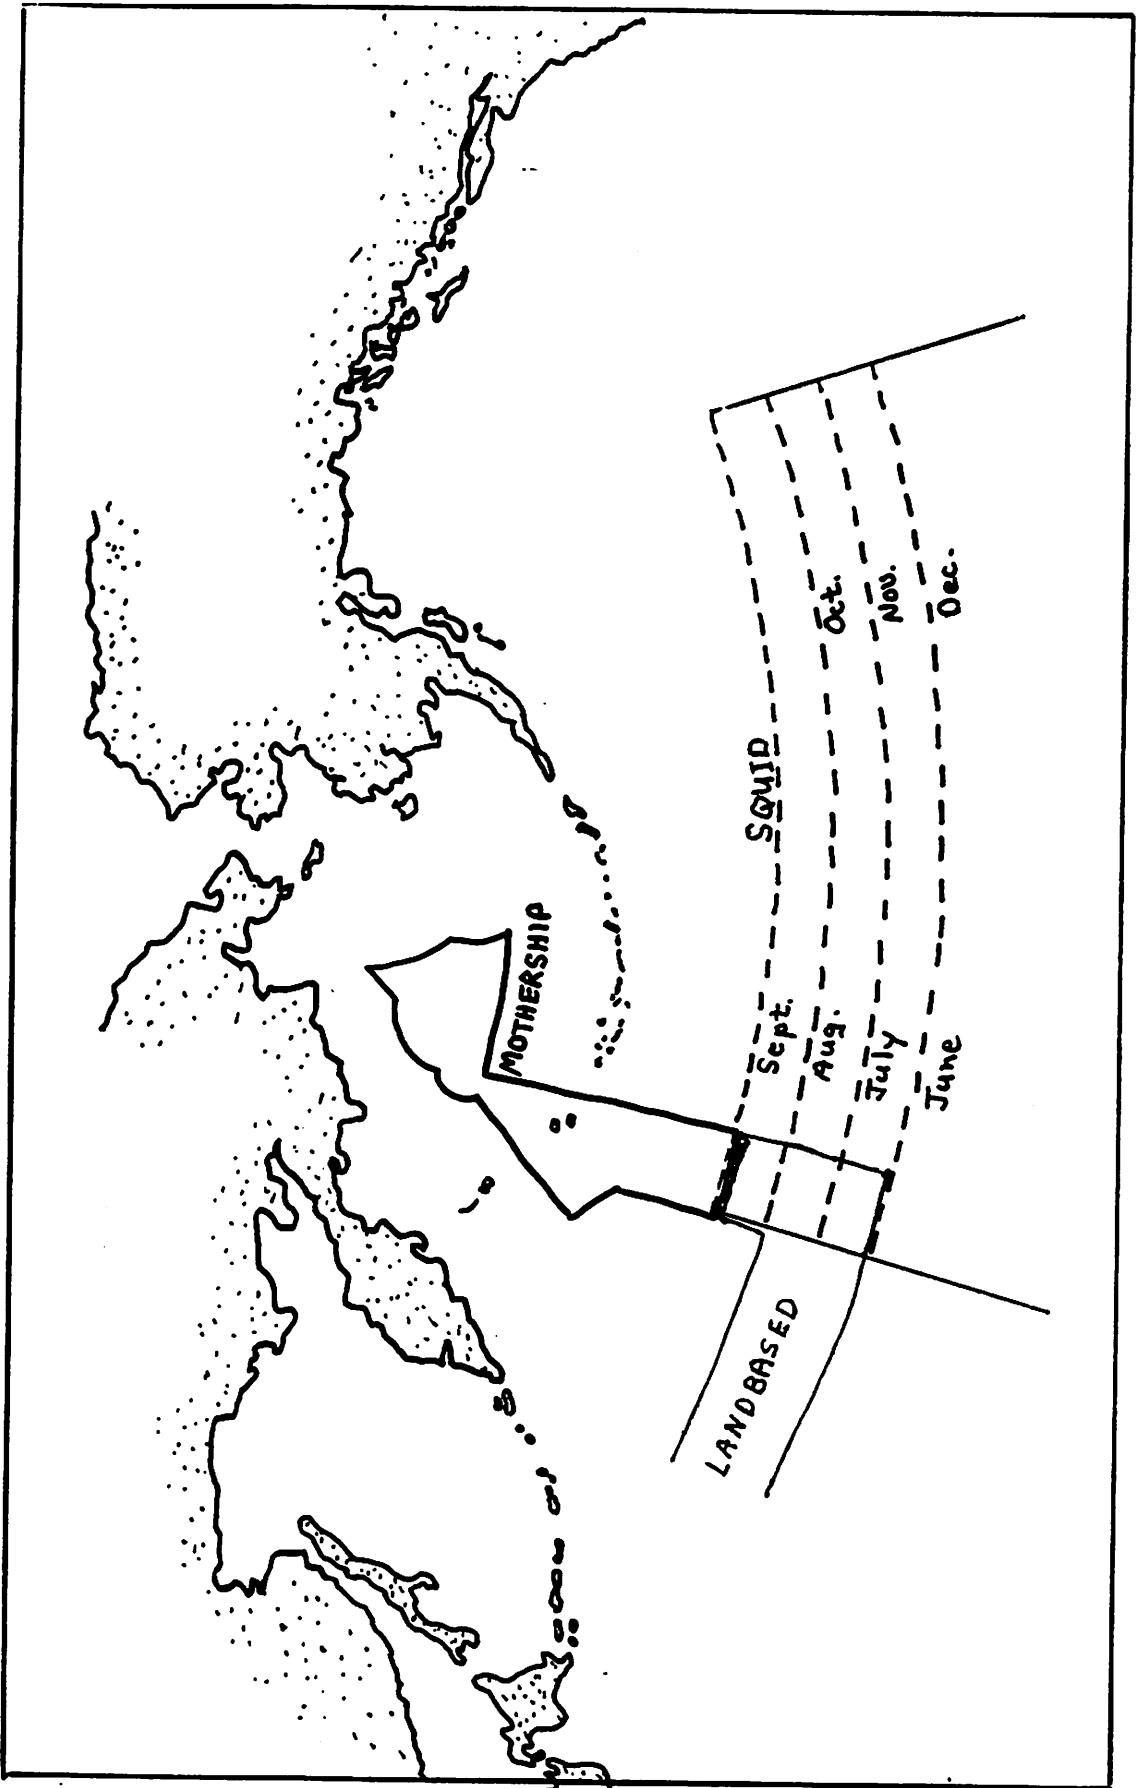 MOTHERSHIP
SQUID
Sept.
Oct.
Aug.
Nov.
July
Dec.
June
LANDBASED